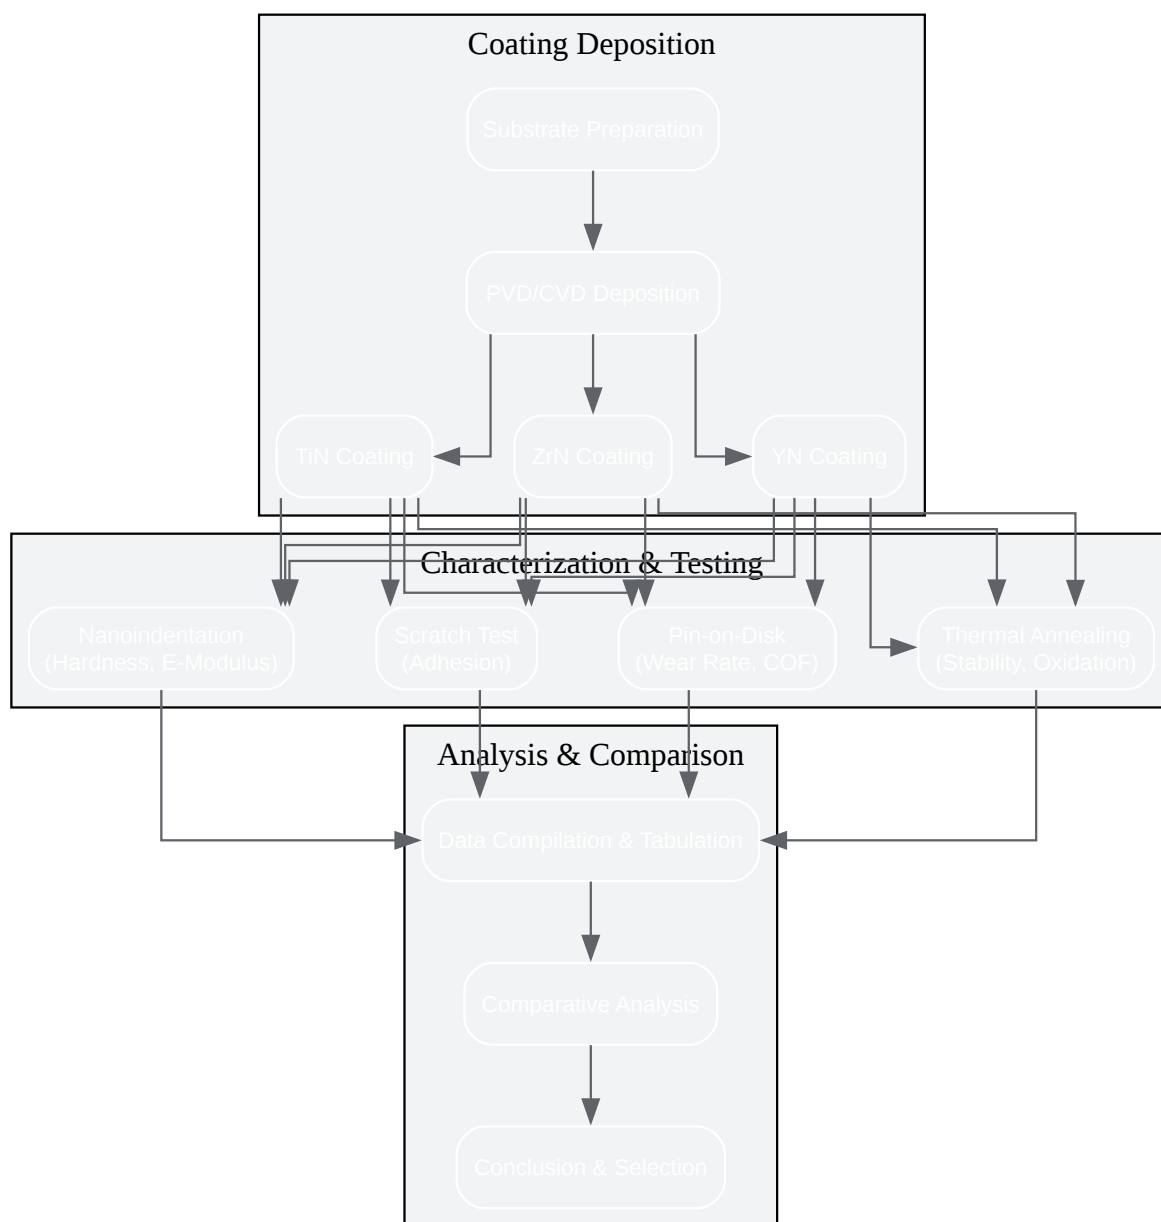 Coating Deposition
Substrate Preparation
PVD/CVD Deposition
TiN Coating
ZrN Coating
YN Coating
Characterization & Testing
Nanoindentation
(Hardness, E-Modulus)
Scratch Test
(Adhesion)
Pin-on-Disk
(Wear Rate, COF)
Thermal Annealing
(Stability, Oxidation)
Analysis & Comparison
Data Compilation & Tabulation
Comparative Analysis
Conclusion & Selection